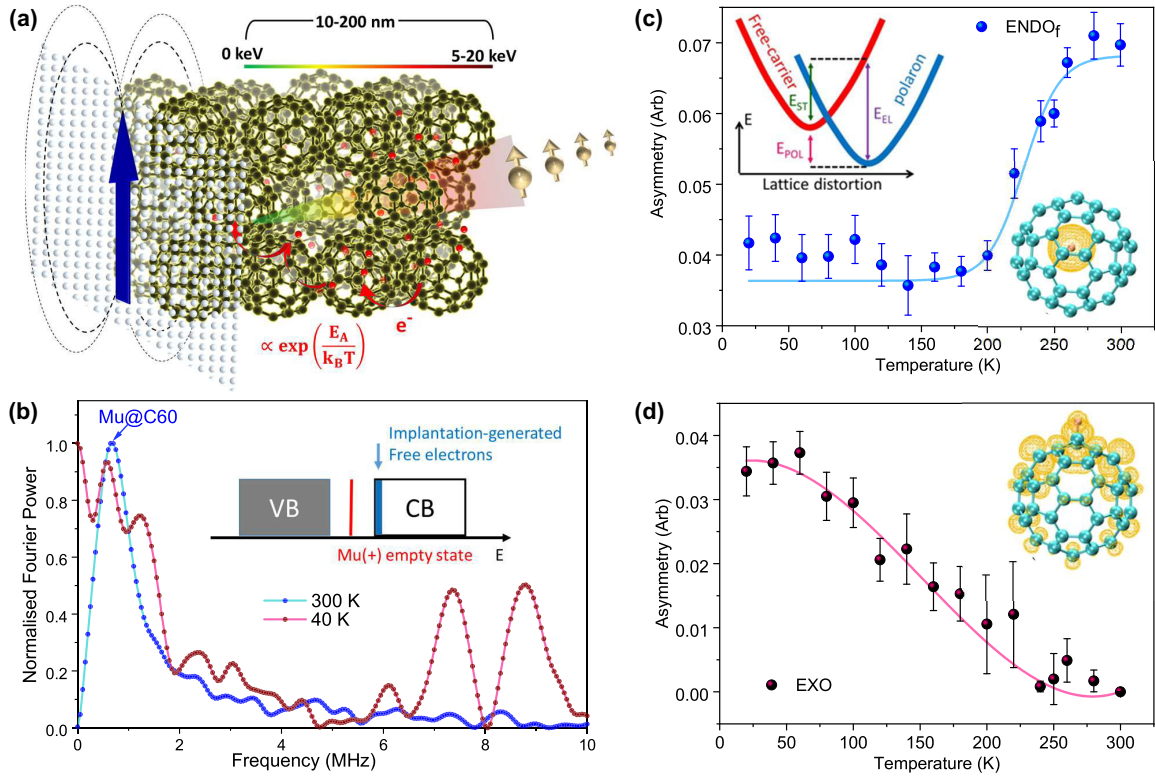 (a)
10-200 nm
0 keV
5-20 keV
∝ exp(E_A/k_BT)
e⁻
(b)
Mu@C60
Implantation-generated
Free electrons
VB
CB
E
Mu(+) empty state
300 K
40 K
Normalised Fourier Power
1.0
0.8
0.6
0.4
0.2
0.0
0 2 4 6 8 10
Frequency (MHz)
(c)
ENDO_f
Free-carrier
polaron
E
E_ST
E_EL
E_POL
Lattice distortion
Asymmetry (Arb)
0.07
0.06
0.05
0.04
0.03
0 50 100 150 200 250 300
Temperature (K)
(d)
EXO
Asymmetry (Arb)
0.04
0.03
0.02
0.01
0.00
0 50 100 150 200 250 300
Temperature (K)